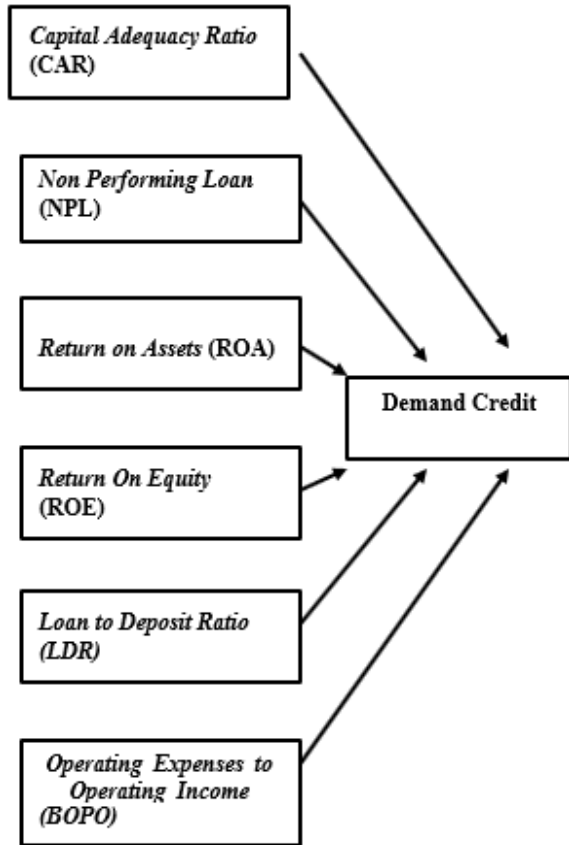 Capital Adequacy Ratio
(CAR)
Non Performing Loan
(NPL)
Return on Assets (ROA)
Demand Credit
Return On Equity
(ROE)
Loan to Deposit Ratio
(LDR)
Operating Expenses to
Operating Income
(BOPO)